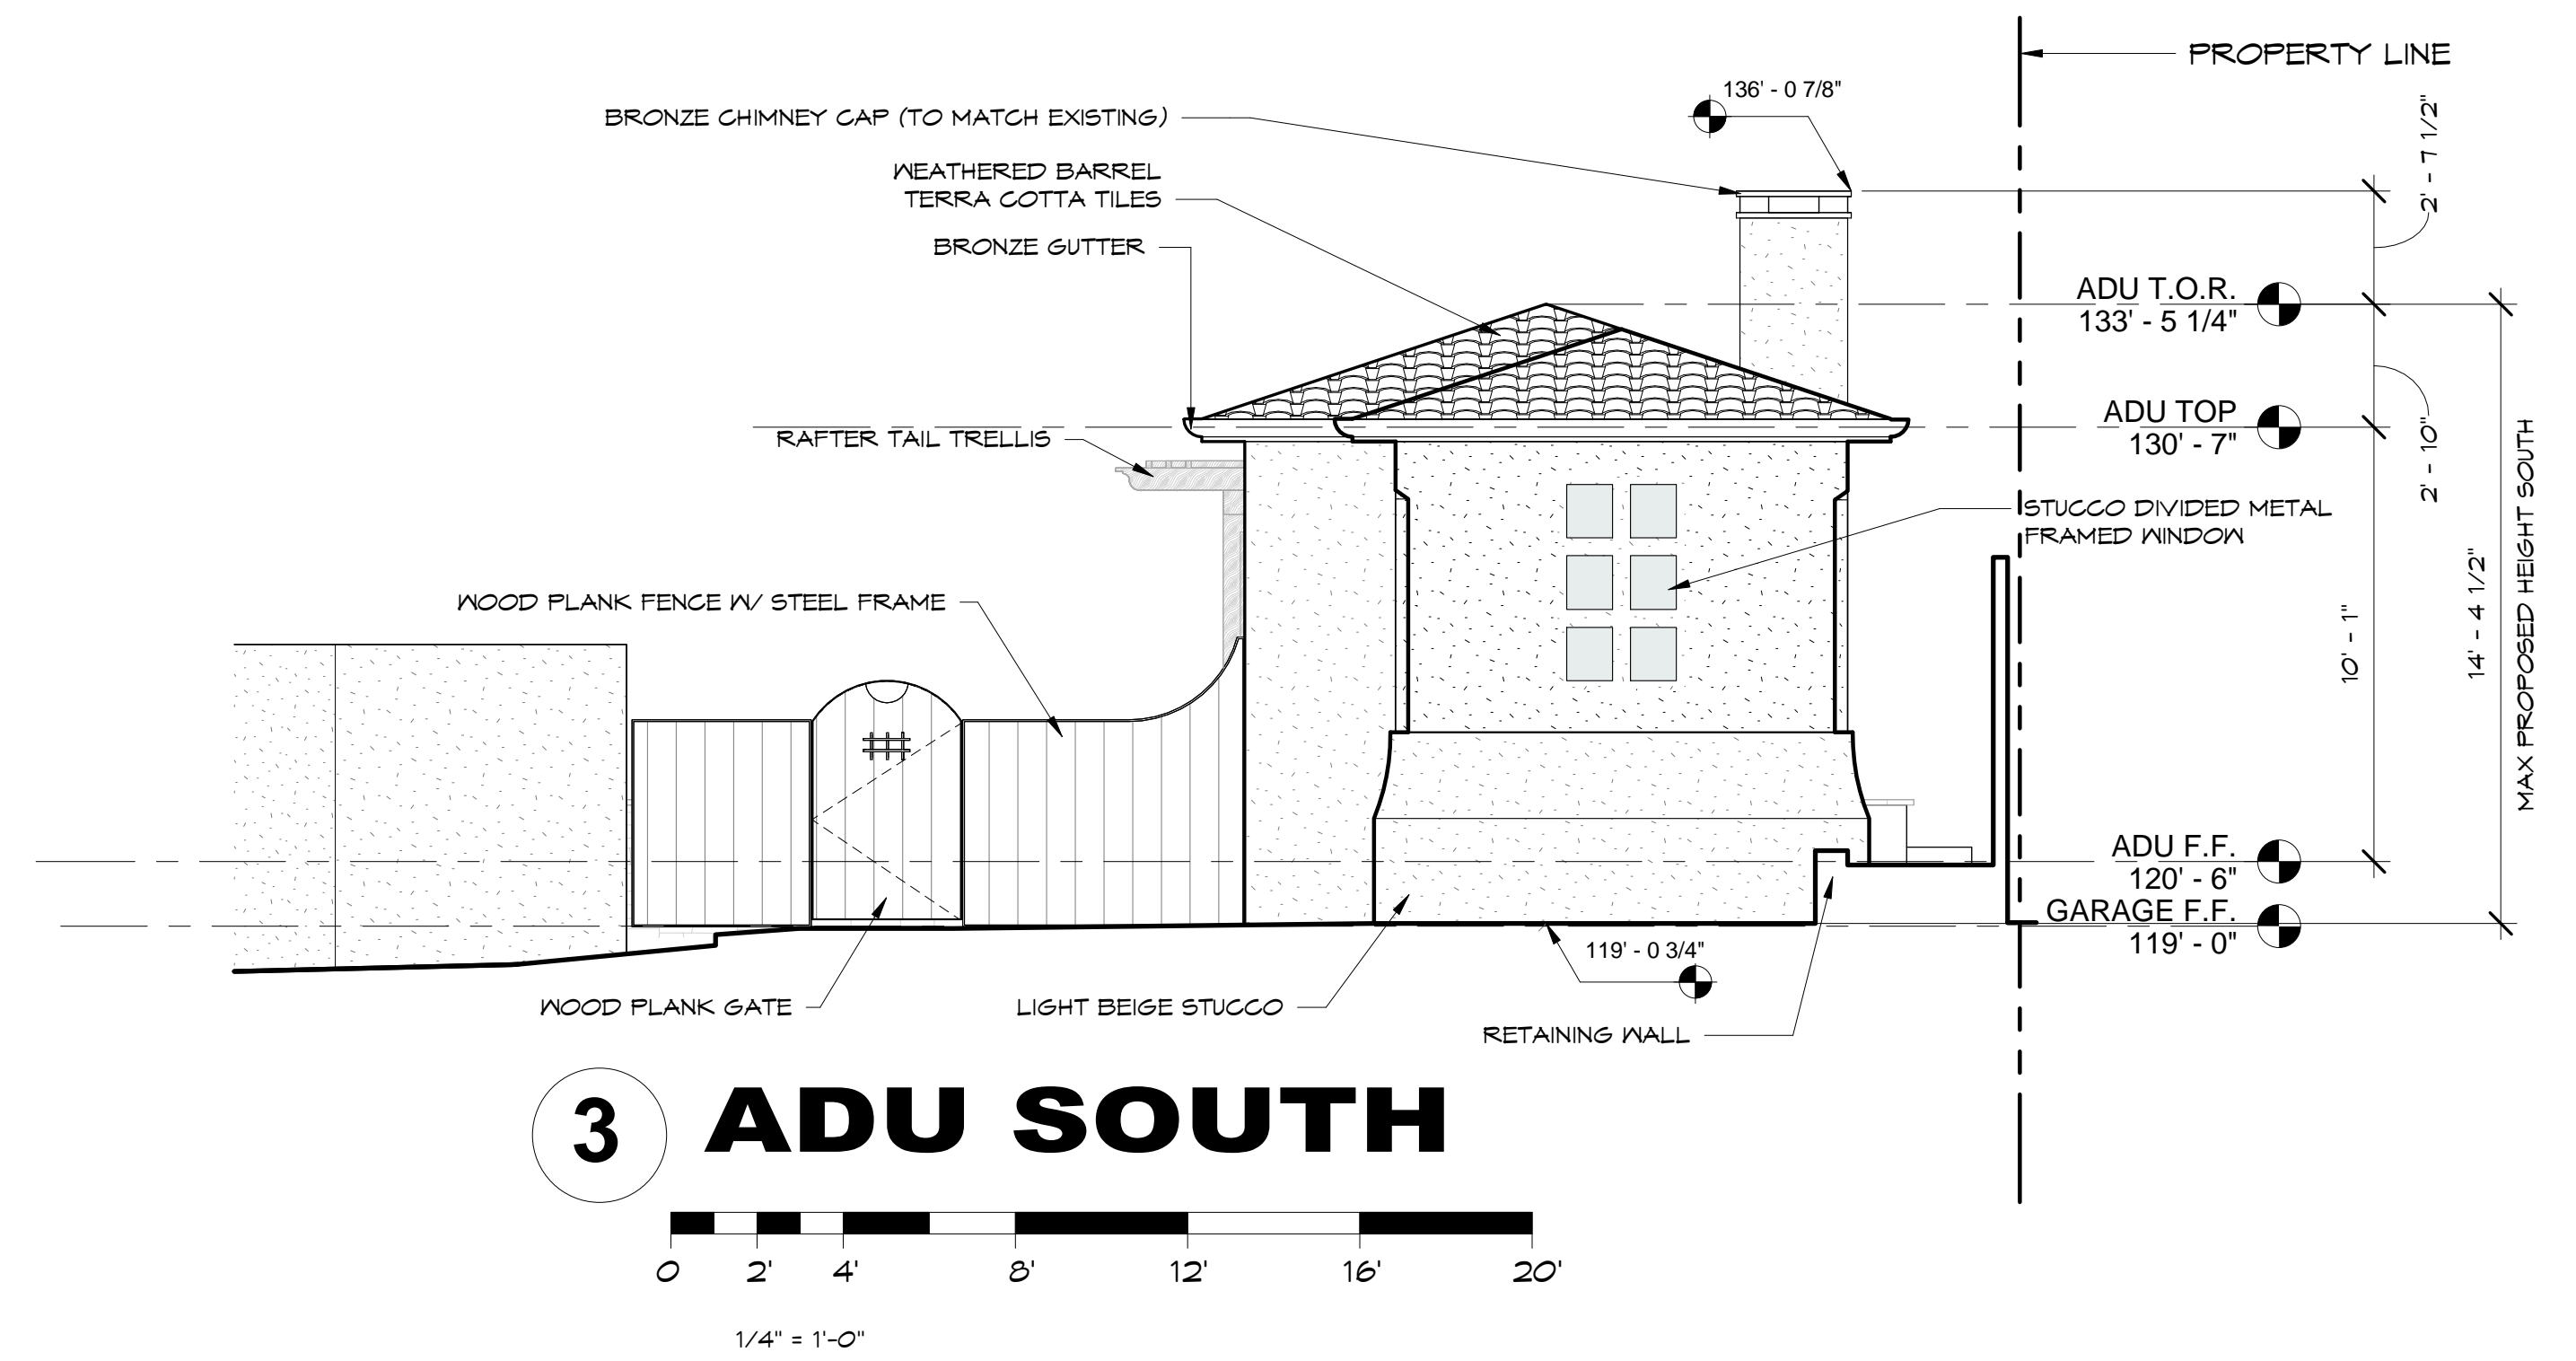 PROPERTY LINE
136' - 0 7/8"
BRONZE CHIMNEY CAP (TO MATCH EXISTING)
2' - 7 1/2"
WEATHERED BARREL
TERRA COTTA TILES
BRONZE GUTTER
ADU T.O.R.
133' - 5 1/4"
ADU TOP
130' - 7"
2' - 10"
RAFTER TAIL TRELLIS
STUCCO DIVIDED METAL
FRAMED WINDOW
WOOD PLANK FENCE W/ STEEL FRAME
10' - 1"
14' - 4 1/2"
MAX PROPOSED HEIGHT SOUTH
ADU F.F.
120' - 6"
GARAGE F.F.
119' - 0"
119' - 0 3/4"
WOOD PLANK GATE
LIGHT BEIGE STUCCO
RETAINING WALL
3 ADU SOUTH
0 2' 4' 8' 12' 16' 20'
1/4" = 1'-0"